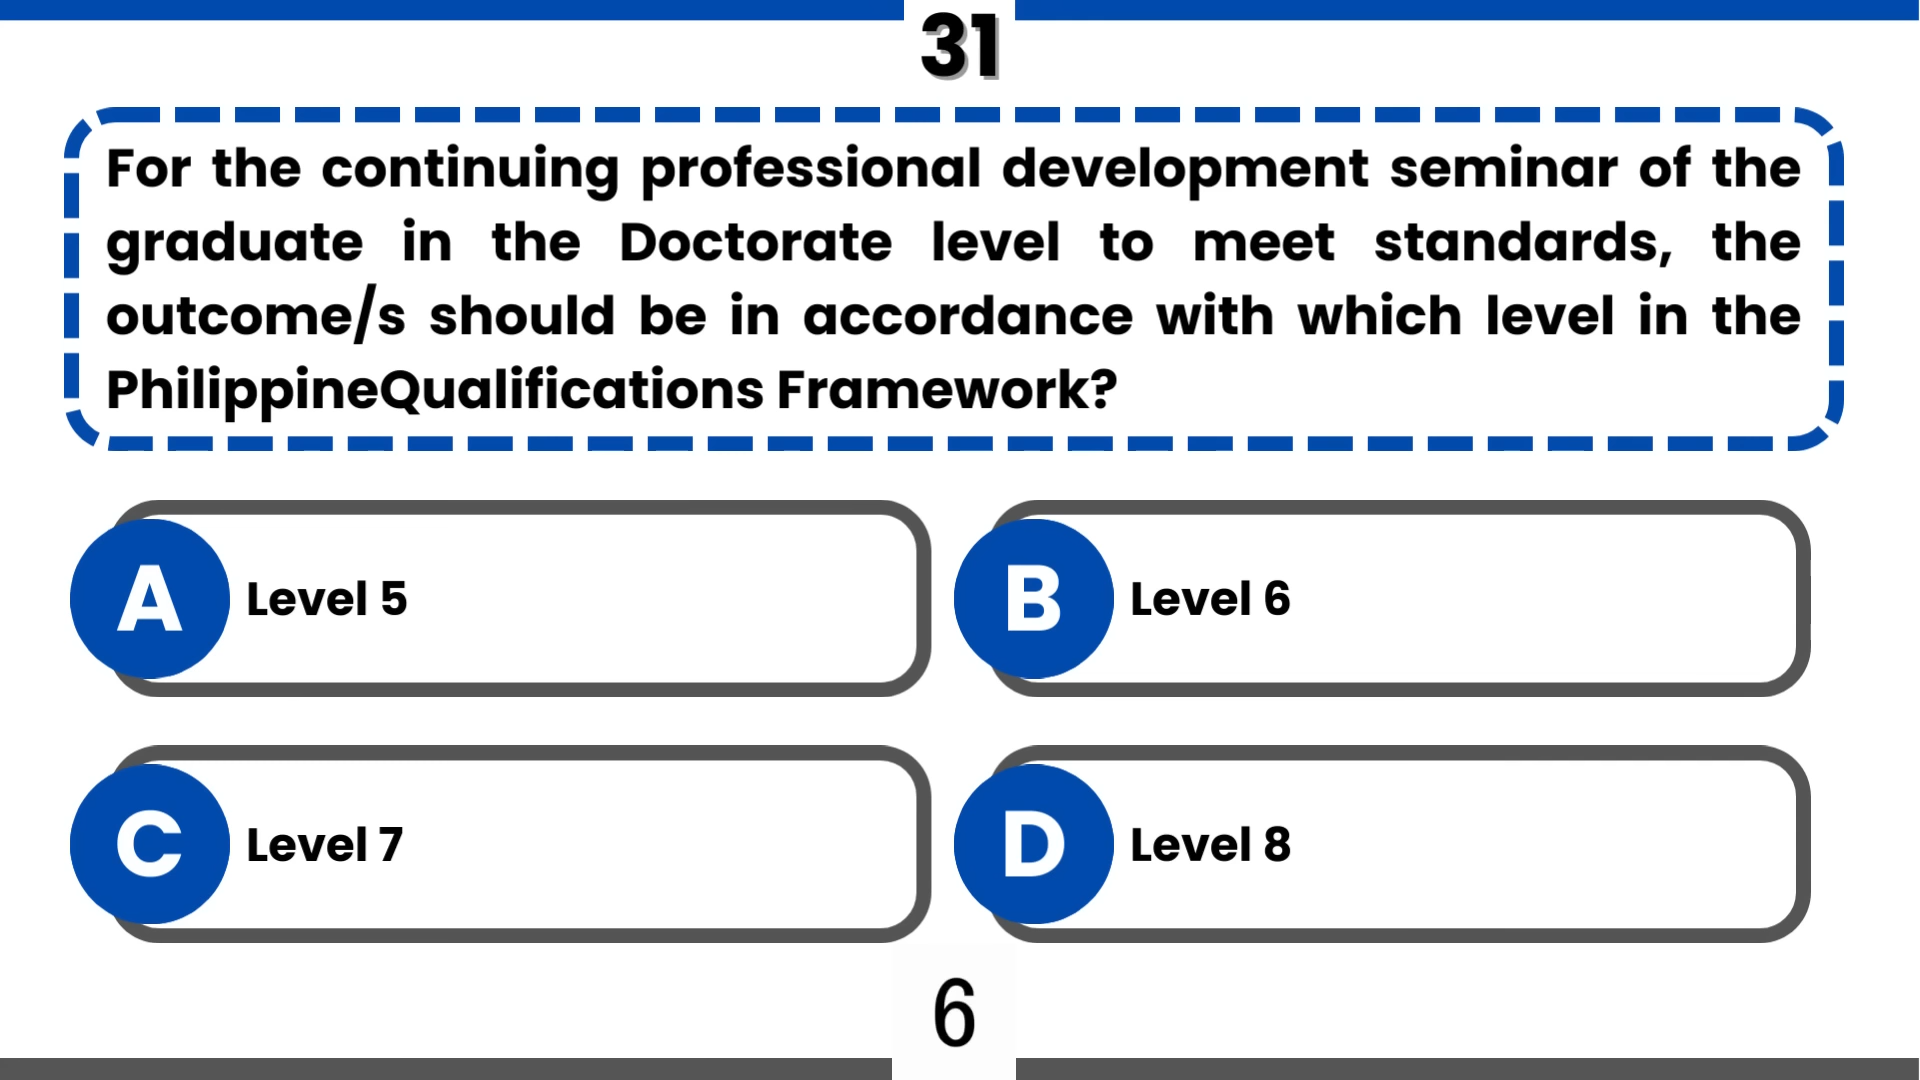 31
For the continuing professional development seminar of the
graduate in the Doctorate level to meet standards, the
outcome/s should be in accordance with which level in the
PhilippineQualifications Framework?
A Level 5
B Level 6
C Level 7
D Level 8
6